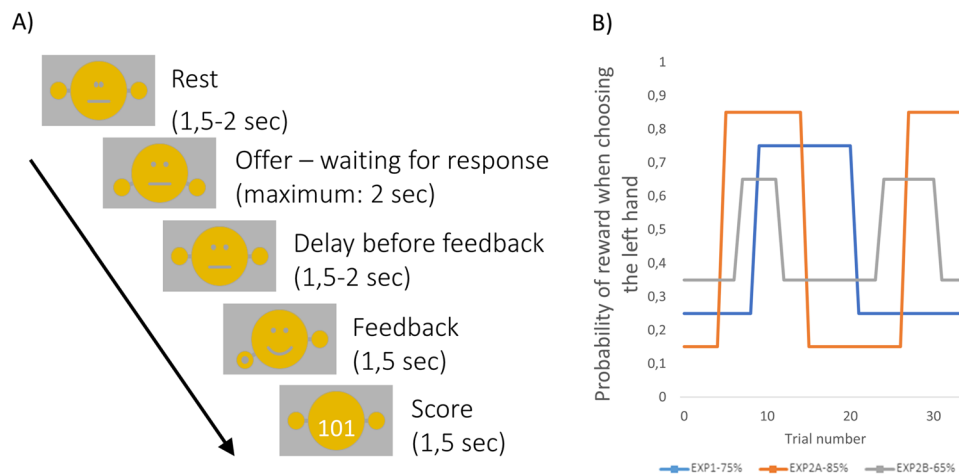 A)
Rest
(1,5-2 sec)
Offer – waiting for response
(maximum: 2 sec)
Delay before feedback
(1,5-2 sec)
Feedback
(1,5 sec)
101
Score
(1,5 sec)
B)
Probability of reward when choosing
the left hand
1
0,9
0,8
0,7
0,6
0,5
0,4
0,3
0,2
0,1
0
0 10 20 30
Trial number
EXP1-75% EXP2A-85% EXP2B-65%